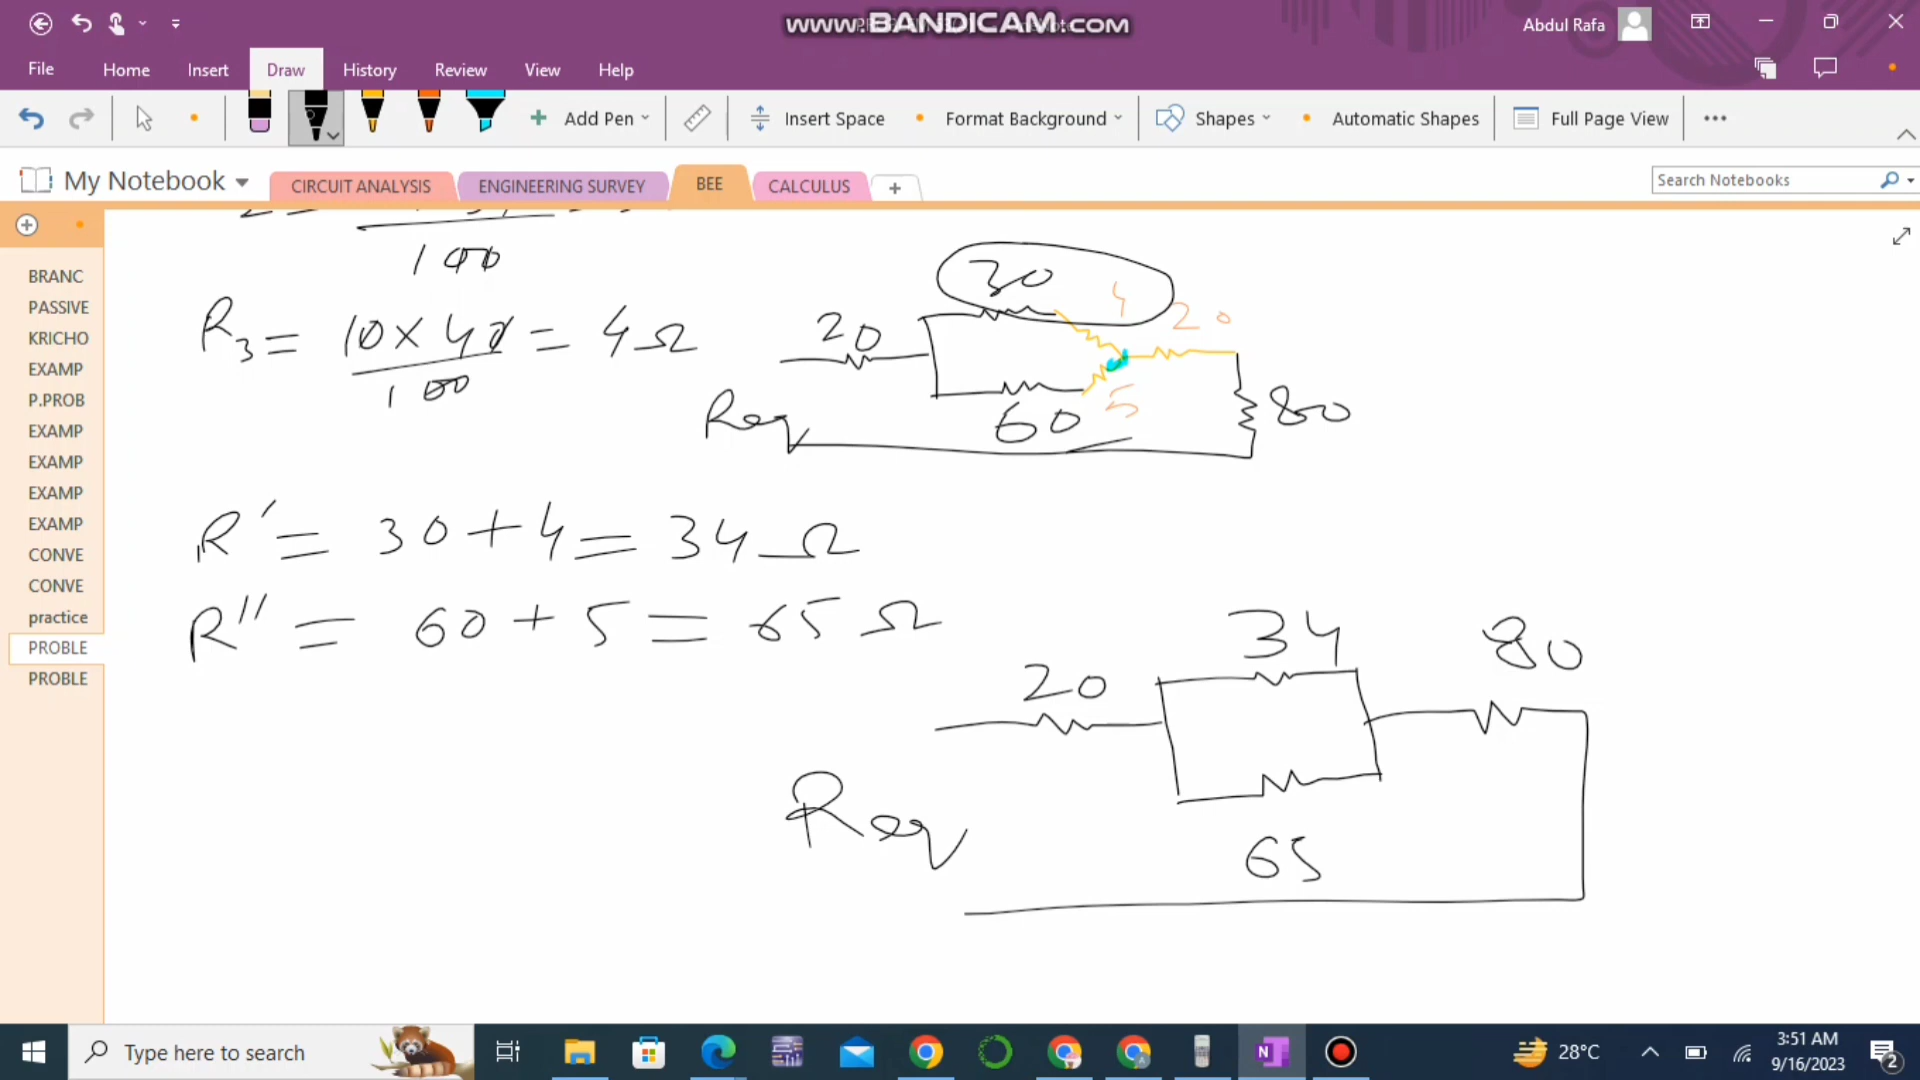 www.BANDICAM.com
Abdul Rafa
File Home Insert Draw History Review View Help
Add Pen Insert Space Format Background Shapes Automatic Shapes Full Page View
My Notebook CIRCUIT ANALYSIS ENGINEERING SURVEY BEE CALCULUS + Search Notebooks
BRANC
PASSIVE
KRICHO
EXAMP
P.PROB
EXAMP
EXAMP
EXAMP
EXAMP
CONVE
CONVE
practice
PROBLE
PROBLE
100
R3 = 10 × 40 = 4 Ω
100
30
4
20
20
5
60
80
Req
R' = 30 + 4 = 34 Ω
R'' = 60 + 5 = 65 Ω
34
80
20
Req
65
Type here to search
28°C
3:51 AM
9/16/2023
2